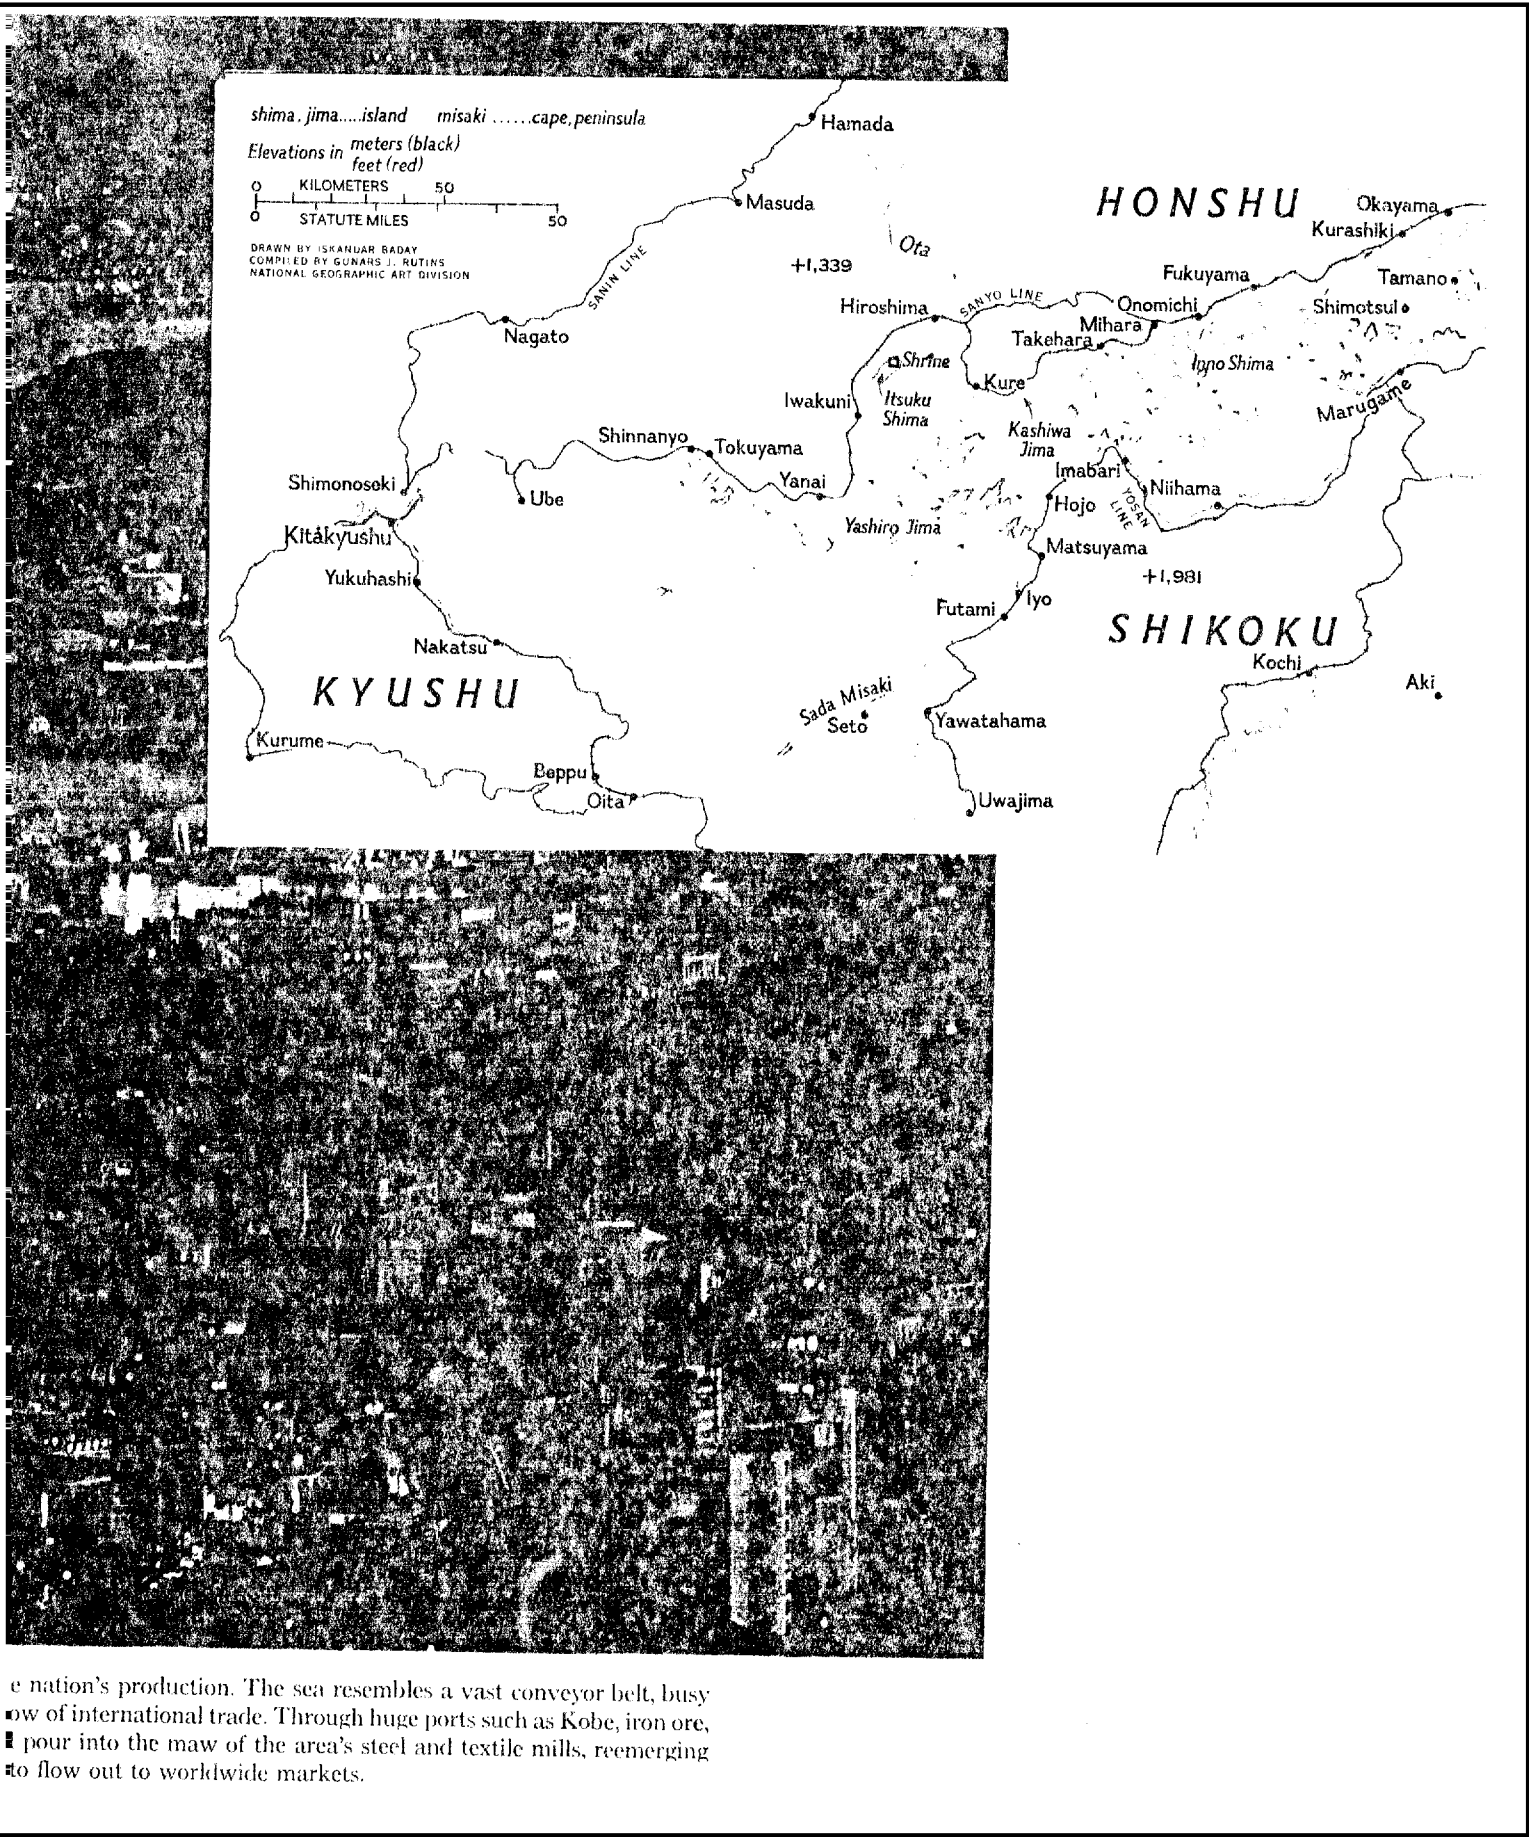 shima, jima.....island misaki ......cape, peninsula
Elevations in meters (black)
feet (red)
0 KILOMETERS 50
0 STATUTE MILES 50
DRAWN BY ISKANDAR BADAY
COMPILED BY GUNARS J. RUTINS
NATIONAL GEOGRAPHIC ART DIVISION
Hamada
Masuda
SANIN LINE
Nagato
HONSHU
Okayama
Kurashiki
Ota
+1,339
Fukuyama
Tamano
Hiroshima
SANYO LINE
Onomichi
Shimotsui
Mihara
Takehara
Shrine
Inno Shima
Kure
Iwakuni
Itsuku
Shima
Marugame
Kashiwa
Jima
Shinnanyo
Tokuyama
Imabari
Shimonoseki
Ube
Yanai
Niihama
Hojo
YOSAN
LINE
Yashiro Jima
Kitakyushu
Matsuyama
Yukuhashi
+1,981
Iyo
Futami
SHIKOKU
Nakatsu
Kochi
KYUSHU
Aki
Sada Misaki
Seto
Yawatahama
Kurume
Beppu
Oita
Uwajima
e nation's production. The sea resembles a vast conveyor belt, busy
ow of international trade. Through huge ports such as Kobe, iron ore,
pour into the maw of the area's steel and textile mills, reemerging
to flow out to worldwide markets.